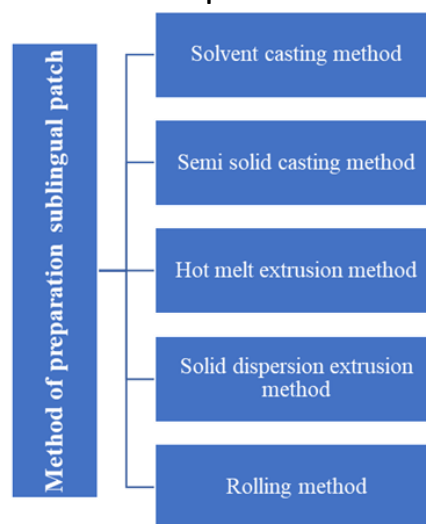 Method of preparation sublingual patch
Solvent casting method
Semi solid casting method
Hot melt extrusion method
Solid dispersion extrusion
method
Rolling method